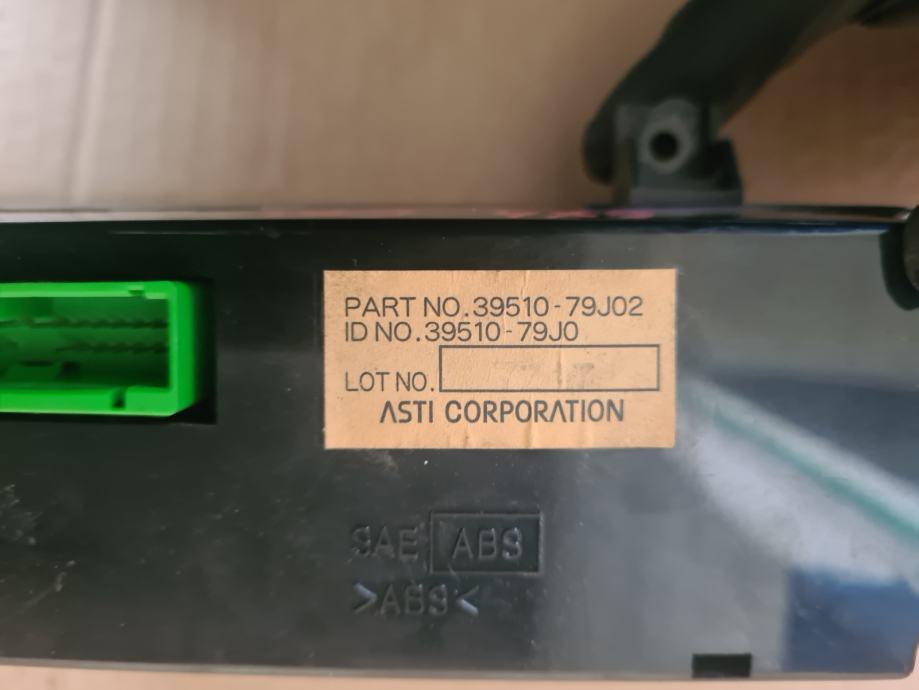 PART NO.39510-79J02
ID NO.39510-79J0
LOT NO.
ASTI CORPORATION
SAE ABS
>ABS<